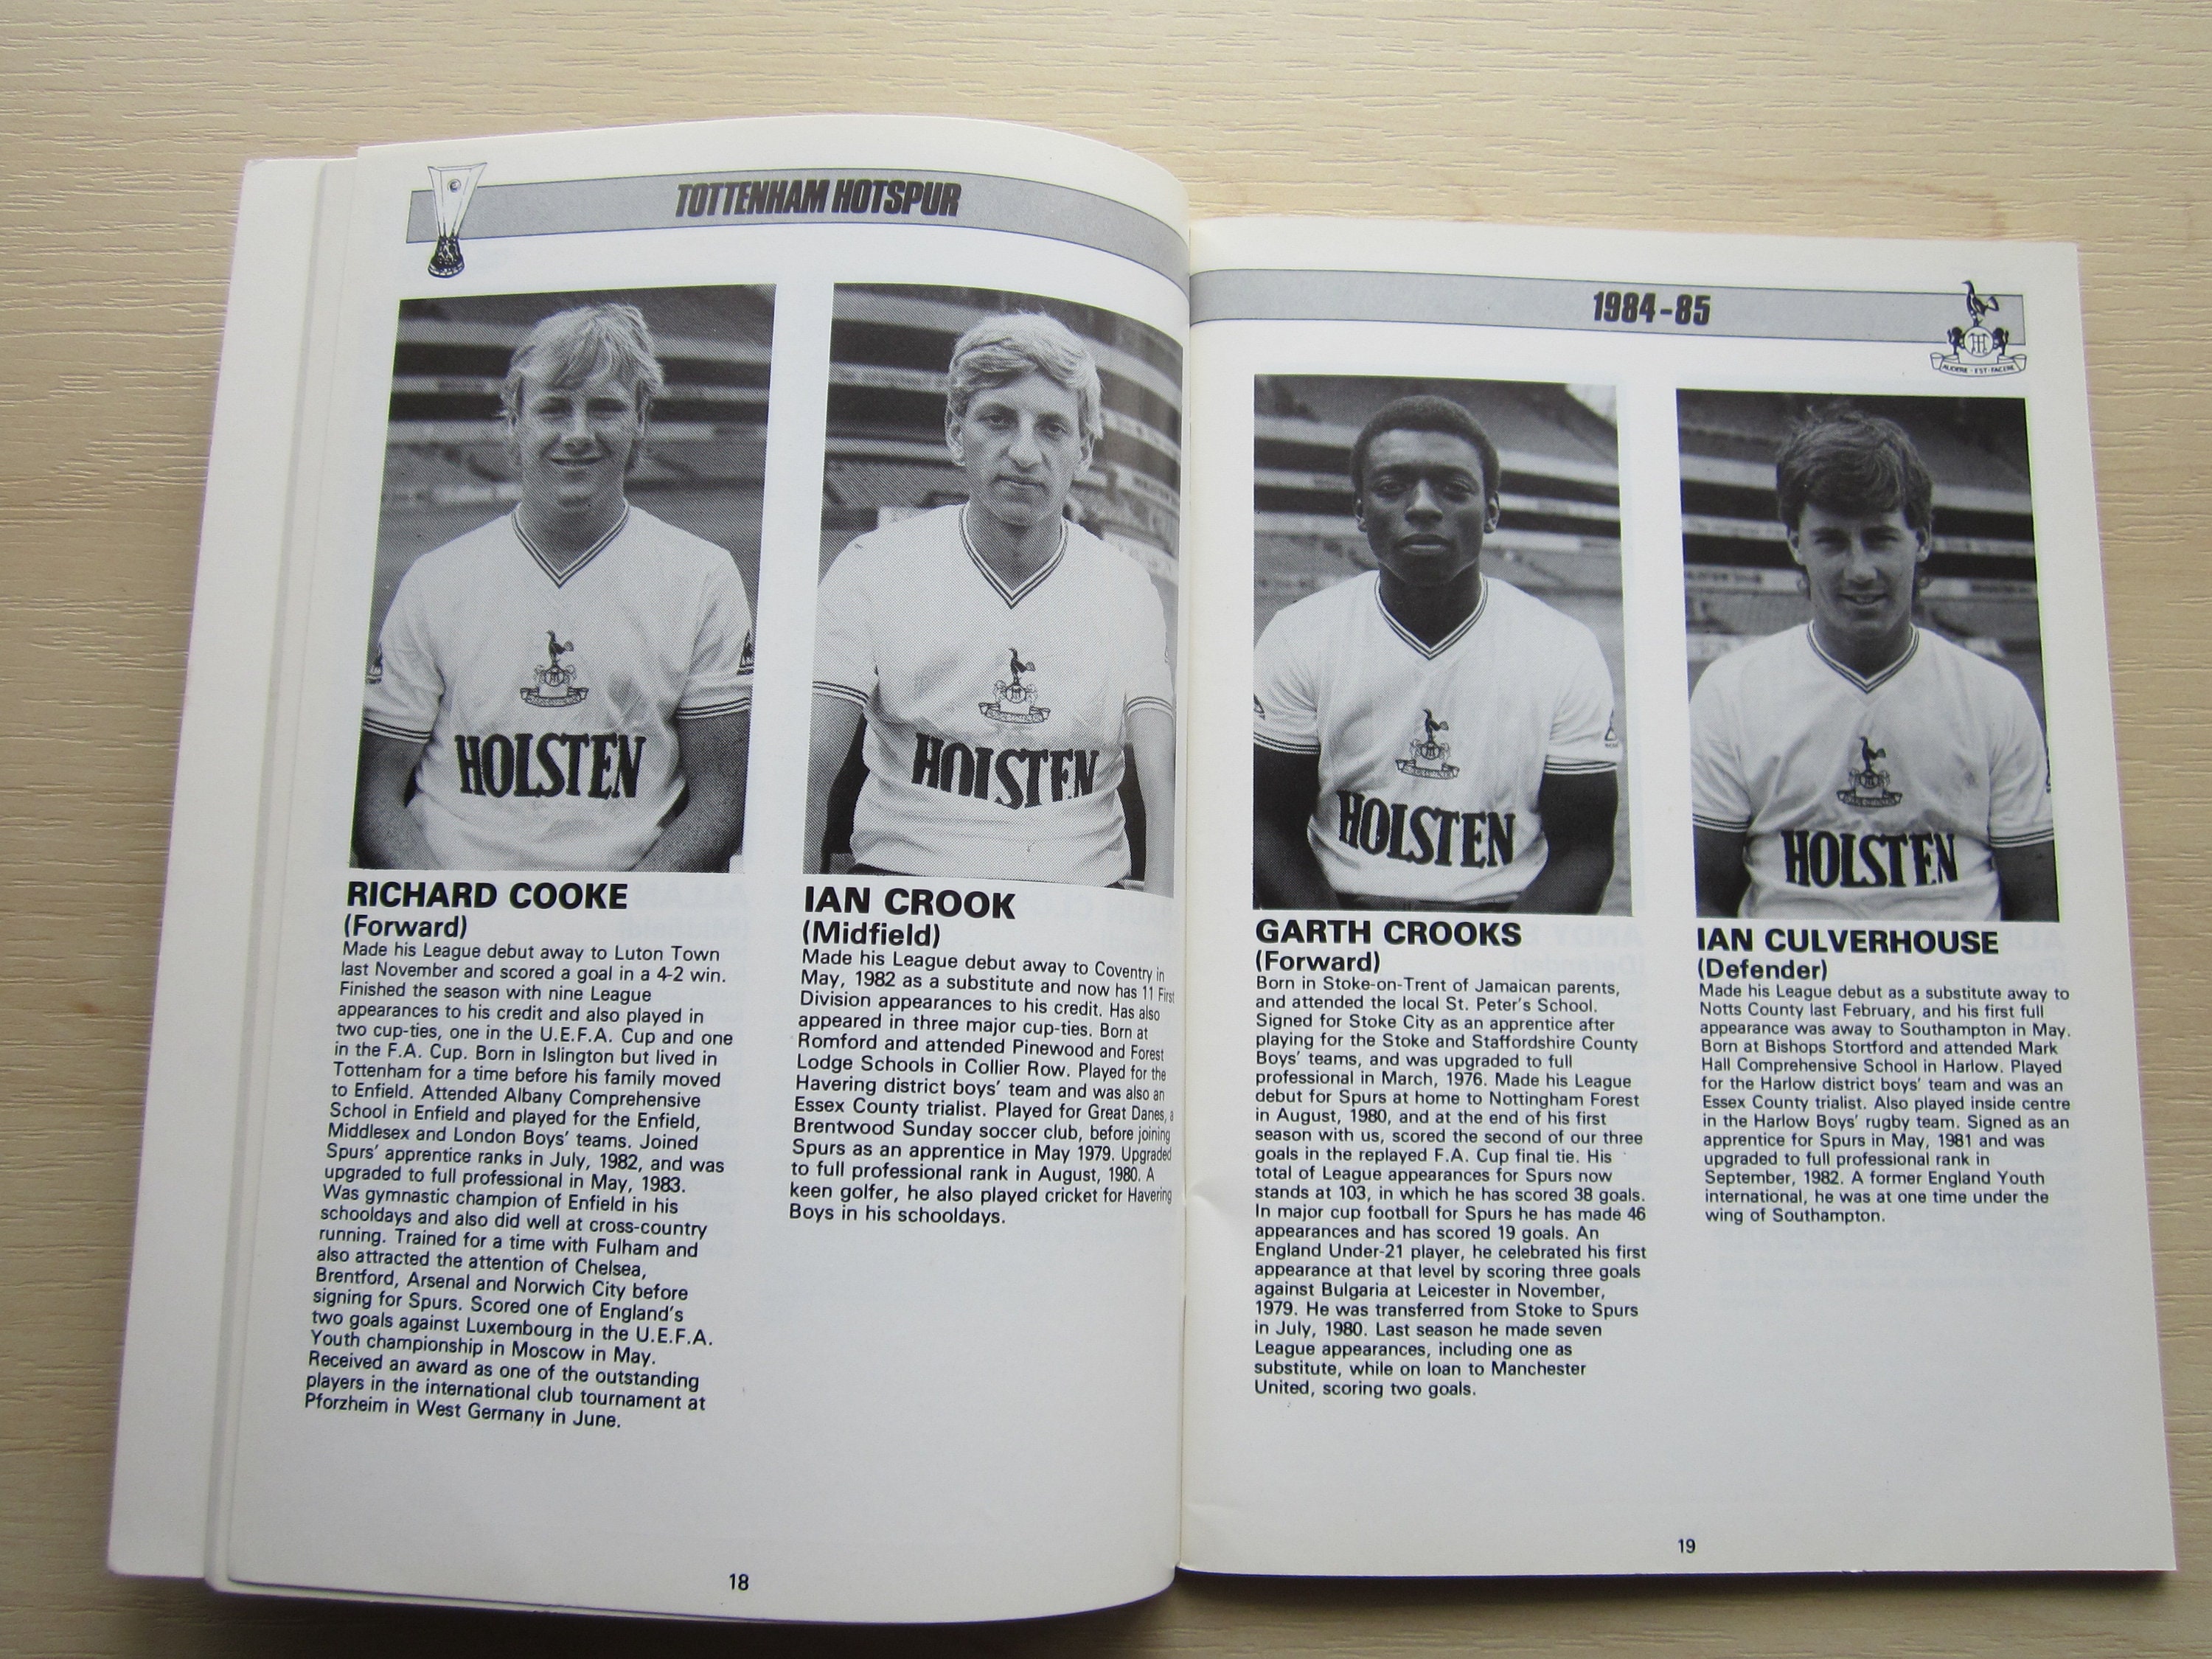 TOTTENHAM HOTSPUR
HOLSTEN
RICHARD COOKE
(Forward)
Made his League debut away to Luton Town
last November and scored a goal in a 4-2 win.
Finished the season with nine League
appearances to his credit and also played in
two cup-ties, one in the U.E.F.A. Cup and one
in the F.A. Cup. Born in Islington but lived in
Tottenham for a time before his family moved
to Enfield. Attended Albany Comprehensive
School in Enfield and played for the Enfield,
Middlesex and London Boys' teams. Joined
Spurs' apprentice ranks in July, 1982, and was
upgraded to full professional in May, 1983.
Was gymnastic champion of Enfield in his
schooldays and also did well at cross-country
running. Trained for a time with Fulham and
also attracted the attention of Chelsea,
Brentford, Arsenal and Norwich City before
signing for Spurs. Scored one of England's
two goals against Luxembourg in the U.E.F.A.
Youth championship in Moscow in May.
Received an award as one of the outstanding
players in the international club tournament at
Pforzheim in West Germany in June.
HOLSTEN
IAN CROOK
(Midfield)
Made his League debut away to Coventry in
May, 1982 as a substitute and now has 11 First
Division appearances to his credit. Has also
appeared in three major cup-ties. Born at
Romford and attended Pinewood and Forest
Lodge Schools in Collier Row. Played for the
Havering district boys' team and was also an
Essex County trialist. Played for Great Danes, a
Brentwood Sunday soccer club, before joining
Spurs as an apprentice in May 1979. Upgraded
to full professional rank in August, 1980. A
keen golfer, he also played cricket for Havering
Boys in his schooldays.
18
1984-85
AUDERE·EST·FACERE
HOLSTEN
GARTH CROOKS
(Forward)
Born in Stoke-on-Trent of Jamaican parents,
and attended the local St. Peter's School.
Signed for Stoke City as an apprentice after
playing for the Stoke and Staffordshire County
Boys' teams, and was upgraded to full
professional in March, 1976. Made his League
debut for Spurs at home to Nottingham Forest
in August, 1980, and at the end of his first
season with us, scored the second of our three
goals in the replayed F.A. Cup final tie. His
total of League appearances for Spurs now
stands at 103, in which he has scored 38 goals.
In major cup football for Spurs he has made 46
appearances and has scored 19 goals. An
England Under-21 player, he celebrated his first
appearance at that level by scoring three goals
against Bulgaria at Leicester in November,
1979. He was transferred from Stoke to Spurs
in July, 1980. Last season he made seven
League appearances, including one as
substitute, while on loan to Manchester
United, scoring two goals.
HOLSTEN
IAN CULVERHOUSE
(Defender)
Made his League debut as a substitute away to
Notts County last February, and his first full
appearance was away to Southampton in May.
Born at Bishops Stortford and attended Mark
Hall Comprehensive School in Harlow. Played
for the Harlow district boys' team and was an
Essex County trialist. Also played inside centre
in the Harlow Boys' rugby team. Signed as an
apprentice for Spurs in May, 1981 and was
upgraded to full professional rank in
September, 1982. A former England Youth
international, he was at one time under the
wing of Southampton.
19